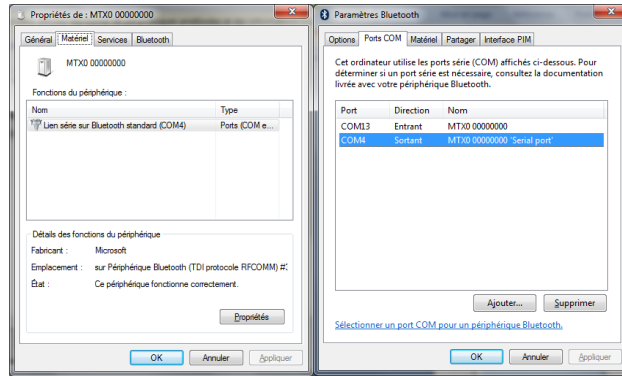 Propriétés de : MTX0 00000000
Général Matériel Services Bluetooth
MTX0 00000000
Fonctions du périphérique :
Nom Type
Lien série sur Bluetooth standard (COM4) Ports (COM e...
Détails des fonctions du périphérique
Fabricant : Microsoft
Emplacement : sur Périphérique Bluetooth (TDI protocole RFCOMM) #:
État : Ce périphérique fonctionne correctement.
Propriétés
OK Annuler Appliquer
Paramètres Bluetooth
Options Ports COM Matériel Partager Interface PIM
Cet ordinateur utilise les ports série (COM) affichés ci-dessous. Pour
déterminer si un port série est nécessaire, consultez la documentation
livrée avec votre périphérique Bluetooth.
Port Direction Nom
COM13 Entrant MTX0 00000000
COM4 Sortant MTX0 00000000 'Serial port'
Ajouter... Supprimer
Sélectionner un port COM pour un périphérique Bluetooth.
OK Annuler Appliquer